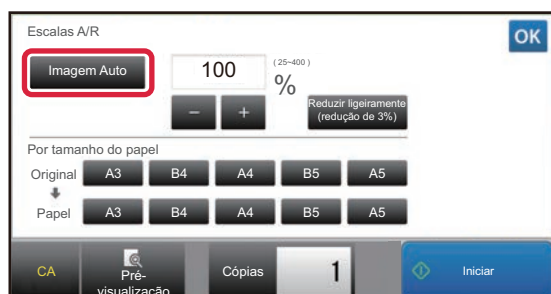 Escalas A/R
OK
Imagem Auto
100
(25~400)
%
− +
Reduzir ligeiramente
(redução de 3%)
Por tamanho do papel
Original A3 B4 A4 B5 A5
Papel A3 B4 A4 B5 A5
CA
Pré-
visualização
Cópias 1
Iniciar